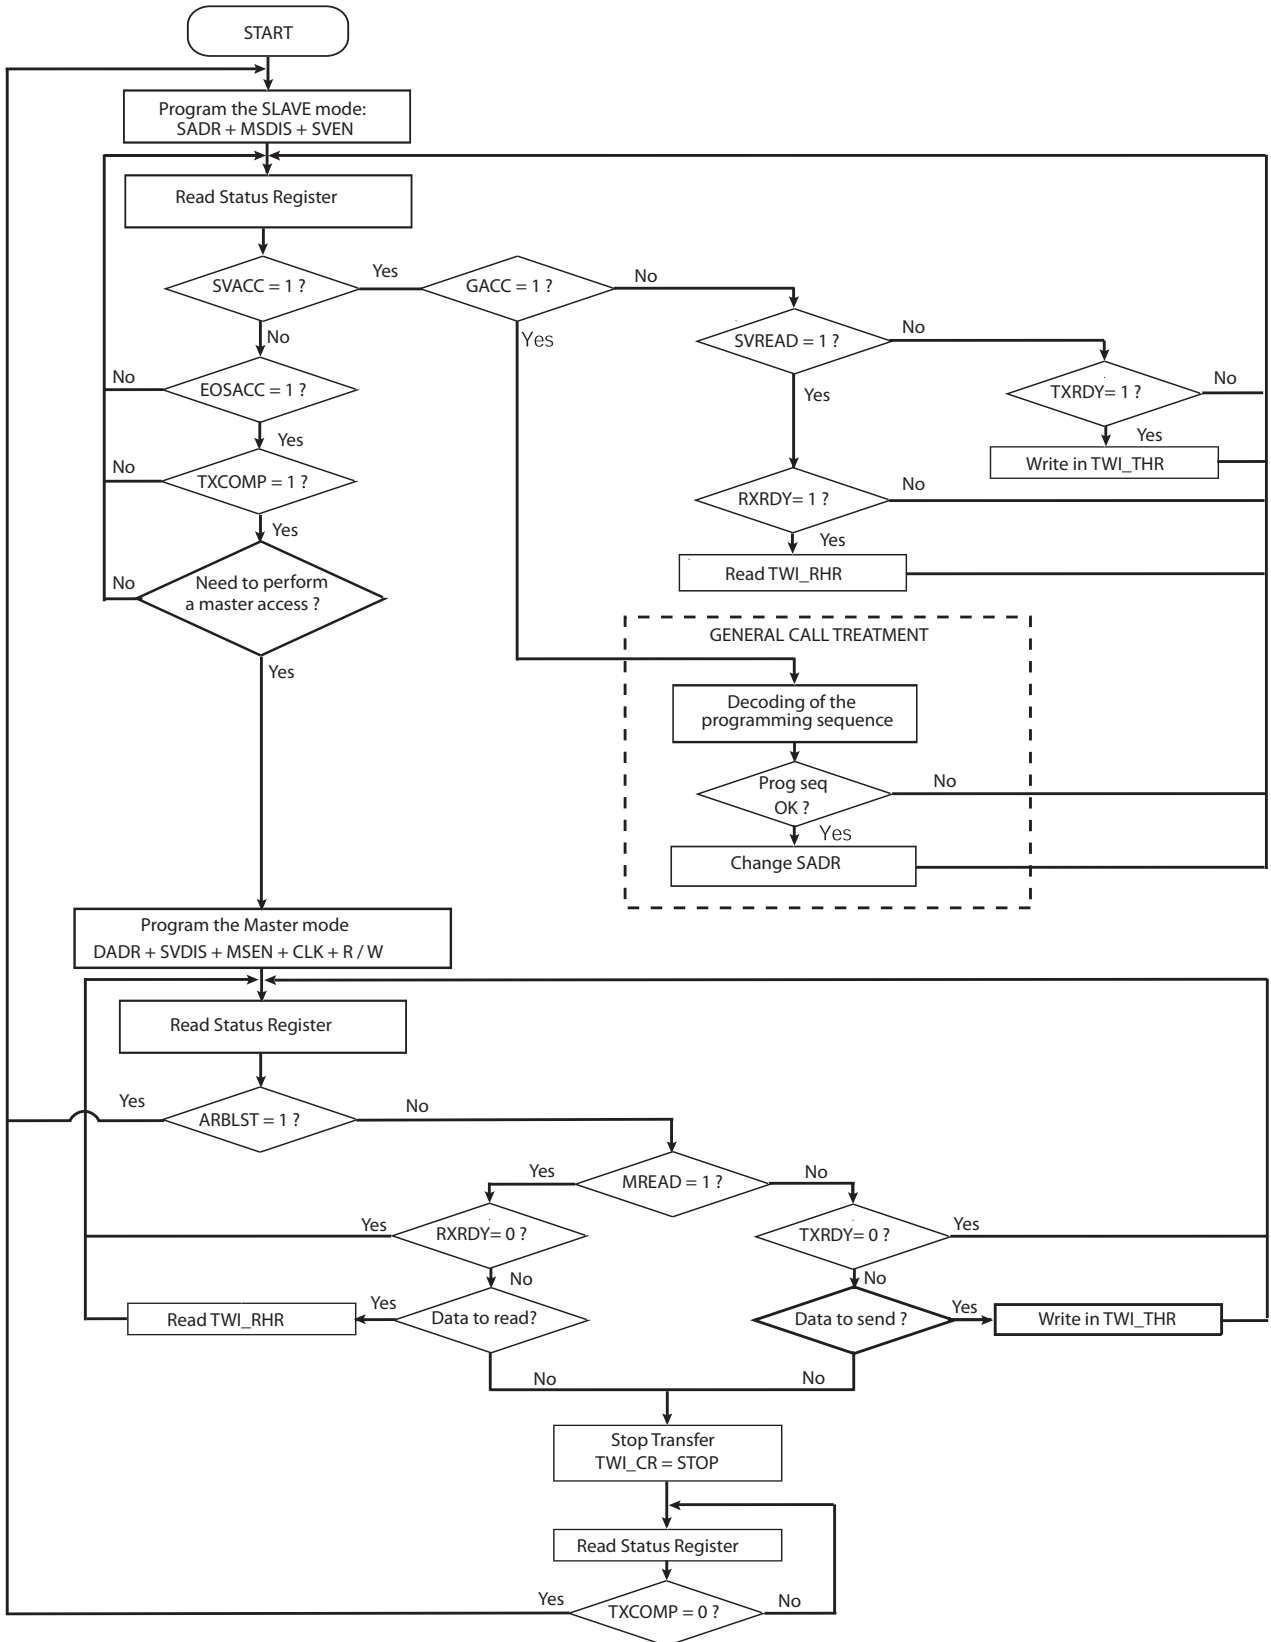 START
Program the SLAVE mode:
SADR + MSDIS + SVEN
Read Status Register
SVACC = 1 ?
Yes
GACC = 1 ?
No
No
Yes
SVREAD = 1 ?
No
EOSACC = 1 ?
No
Yes
Yes
TXRDY= 1 ?
No
Yes
Write in TWI_THR
TXCOMP = 1 ?
No
Yes
RXRDY= 1 ?
No
Yes
Read TWI_RHR
Need to perform
a master access ?
No
Yes
GENERAL CALL TREATMENT
Decoding of the
programming sequence
Prog seq
OK ?
No
Yes
Change SADR
Program the Master mode
DADR + SVDIS + MSEN + CLK + R / W
Read Status Register
Yes
ARBLST = 1 ?
No
Yes
MREAD = 1 ?
No
Yes
RXRDY= 0 ?
TXRDY= 0 ?
Yes
No
No
Read TWI_RHR
Yes
Data to read?
Data to send ?
Yes
Write in TWI_THR
No
No
Stop Transfer
TWI_CR = STOP
Read Status Register
Yes
TXCOMP = 0 ?
No